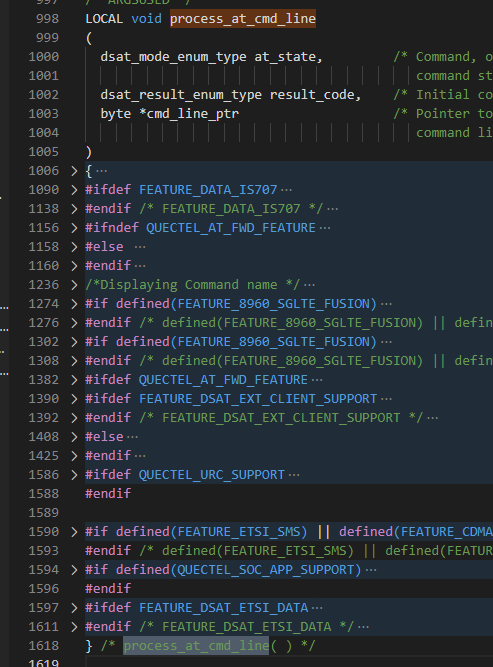 998 LOCAL void process_at_cmd_line
999 (
1000 dsat_mode_enum_type at_state, /* Command, o
1001 command st
1002 dsat_result_enum_type result_code, /* Initial co
1003 byte *cmd_line_ptr /* Pointer to
1004 command li
1005 )
1006 > {…
1090 > #ifdef FEATURE_DATA_IS707…
1138 > #endif /* FEATURE_DATA_IS707 */…
1156 > #ifndef QUECTEL_AT_FWD_FEATURE…
1158 > #else …
1160 > #endif…
1236 > /*Displaying Command name */…
1274 > #if defined(FEATURE_8960_SGLTE_FUSION)…
1276 > #endif /* defined(FEATURE_8960_SGLTE_FUSION) || defin
1302 > #if defined(FEATURE_8960_SGLTE_FUSION)…
1308 > #endif /* defined(FEATURE_8960_SGLTE_FUSION) || defin
1382 > #ifdef QUECTEL_AT_FWD_FEATURE…
1390 > #ifdef FEATURE_DSAT_EXT_CLIENT_SUPPORT…
1392 > #endif /* FEATURE_DSAT_EXT_CLIENT_SUPPORT */…
1408 > #else…
1425 > #endif…
1586 > #ifdef QUECTEL_URC_SUPPORT…
1588 #endif
1589
1590 > #if defined(FEATURE_ETSI_SMS) || defined(FEATURE_CDMA
1593 #endif /* defined(FEATURE_ETSI_SMS) || defined(FEATUR
1594 > #if defined(QUECTEL_SOC_APP_SUPPORT)…
1596 #endif
1597 > #ifdef FEATURE_DSAT_ETSI_DATA…
1611 > #endif /* FEATURE_DSAT_ETSI_DATA */…
1618 } /* process_at_cmd_line( ) */
1619